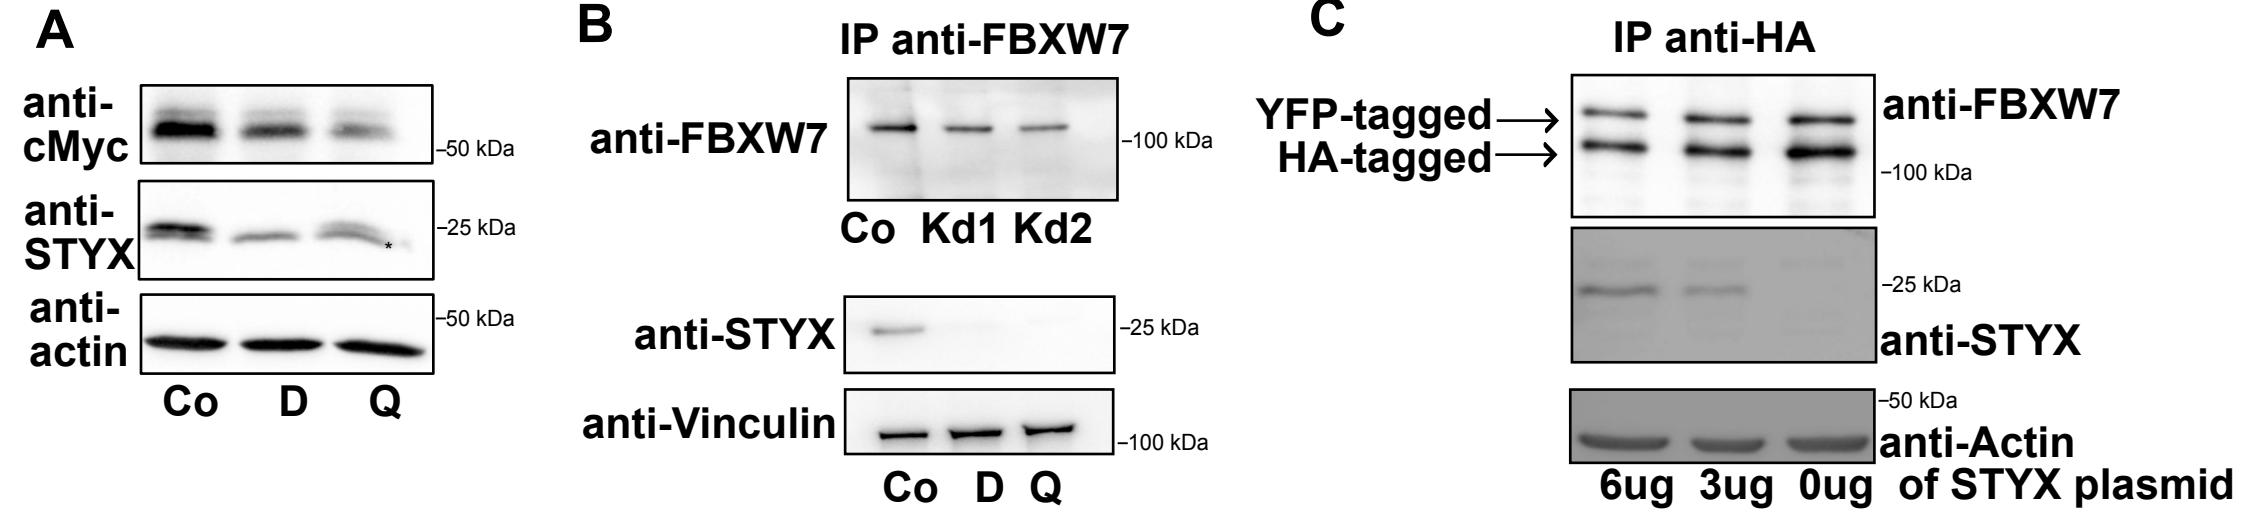 A
anti-
cMyc
–50 kDa
anti-
STYX
–25 kDa
*
anti-
actin
–50 kDa
Co D Q
B
IP anti-FBXW7
anti-FBXW7
–100 kDa
Co Kd1 Kd2
anti-STYX
–25 kDa
anti-Vinculin
–100 kDa
Co D Q
C
IP anti-HA
YFP-tagged
HA-tagged
anti-FBXW7
–100 kDa
–25 kDa
anti-STYX
–50 kDa
anti-Actin
6ug 3ug 0ug of STYX plasmid